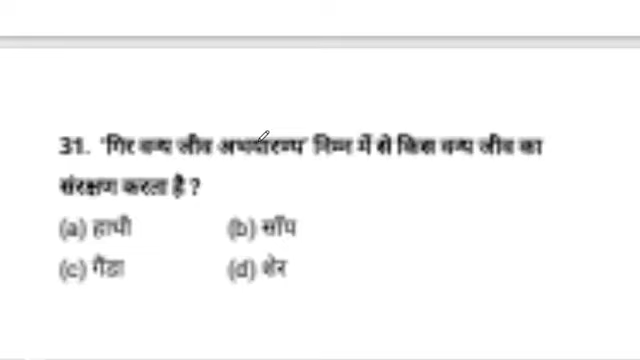 31. 'गिर वन्य जीव अभयारण्य' निम्न में से किस वन्य जीव का
संरक्षण करता है ?
(a) हाथी (b) साँप
(c) गैंडा (d) शेर